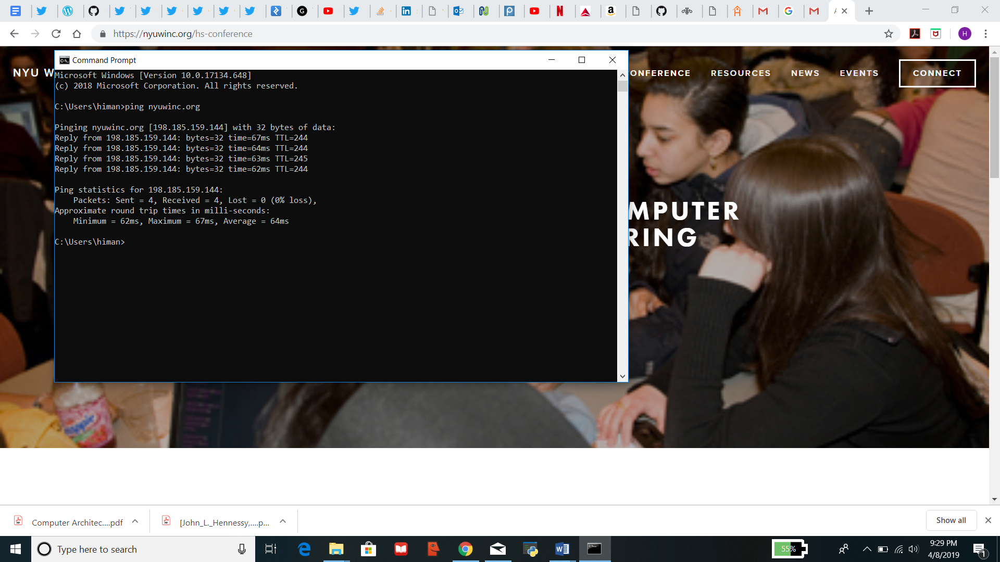 https://nyuwinc.org/hs-conference
H
Command Prompt
NYU W
ONFERENCE
RESOURCES
NEWS
EVENTS
CONNECT
Microsoft Windows [Version 10.0.17134.648]
(c) 2018 Microsoft Corporation. All rights reserved.
C:\Users\himan>ping nyuwinc.org
Pinging nyuwinc.org [198.185.159.144] with 32 bytes of data:
Reply from 198.185.159.144: bytes=32 time=67ms TTL=244
Reply from 198.185.159.144: bytes=32 time=64ms TTL=244
Reply from 198.185.159.144: bytes=32 time=63ms TTL=245
Reply from 198.185.159.144: bytes=32 time=62ms TTL=244
Ping statistics for 198.185.159.144:
Packets: Sent = 4, Received = 4, Lost = 0 (0% loss),
Approximate round trip times in milli-seconds:
Minimum = 62ms, Maximum = 67ms, Average = 64ms
C:\Users\himan>
MPUTER
RING
Computer Architec....pdf
[John_L._Hennessy,....p...
Show all
Type here to search
55%
9:29 PM
4/8/2019
1